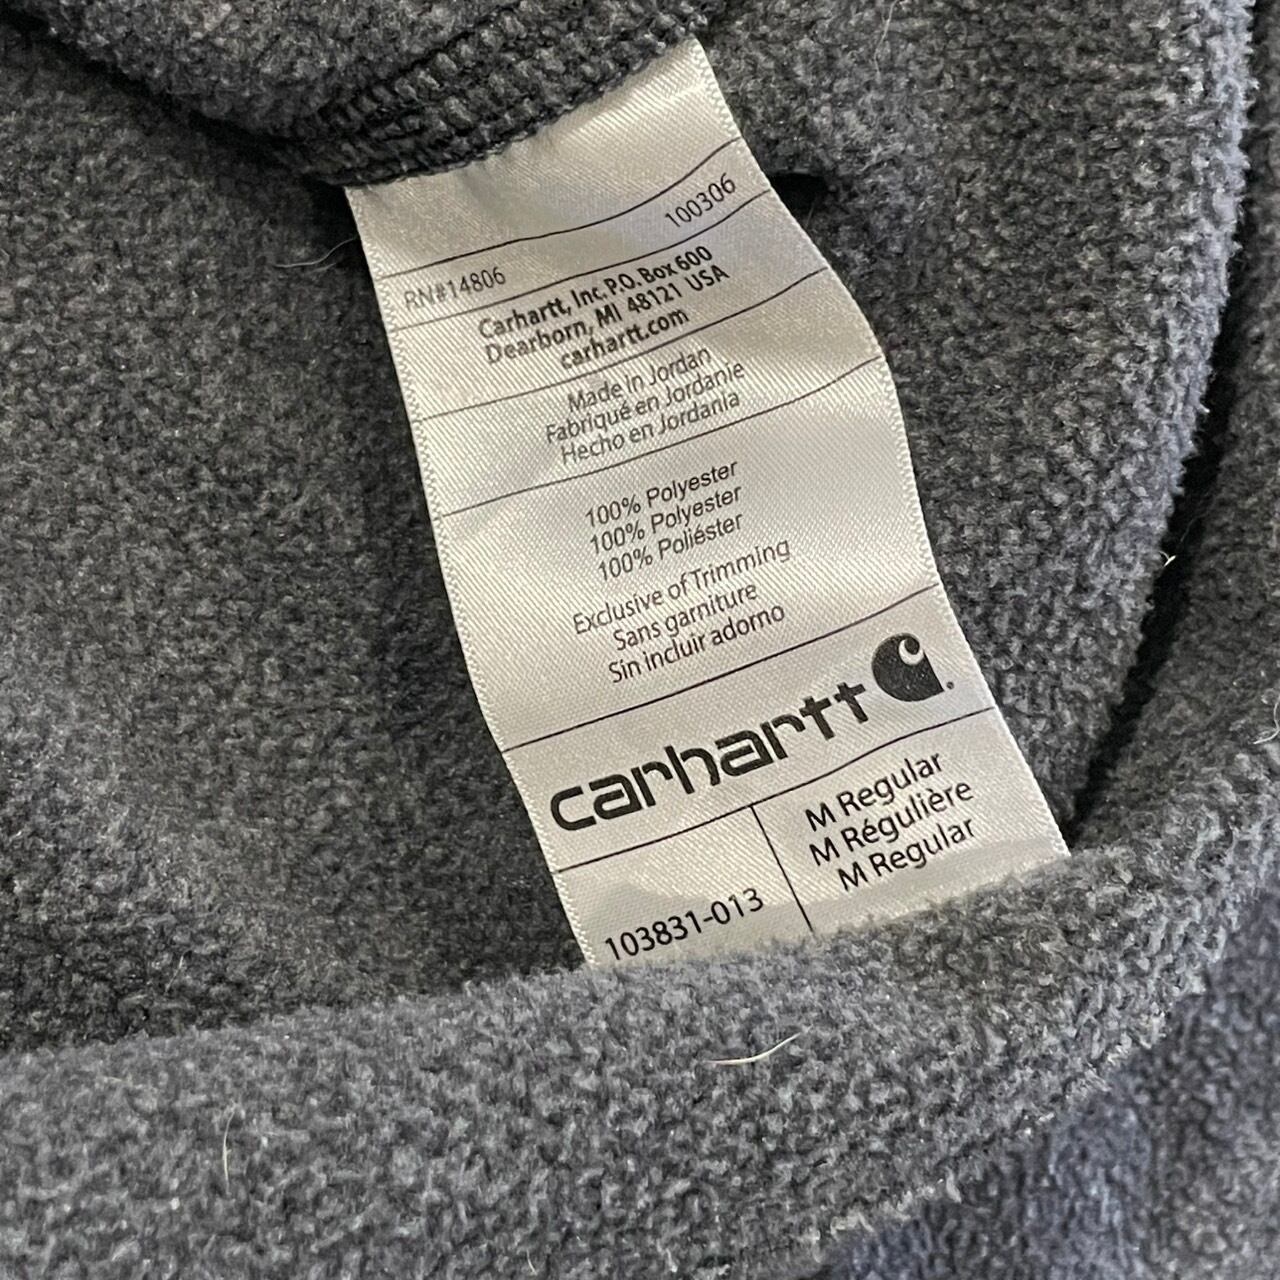 RN#14806 100306
Carhartt, Inc. P.O. Box 600
Dearborn, MI 48121 USA
carhartt.com
Made in Jordan
Fabriqué en Jordanie
Hecho en Jordania
100% Polyester
100% Polyester
100% Poliéster
Exclusive of Trimming
Sans garniture
Sin incluir adorno
carhartt
M Regular
M Régulière
M Regular
103831-013